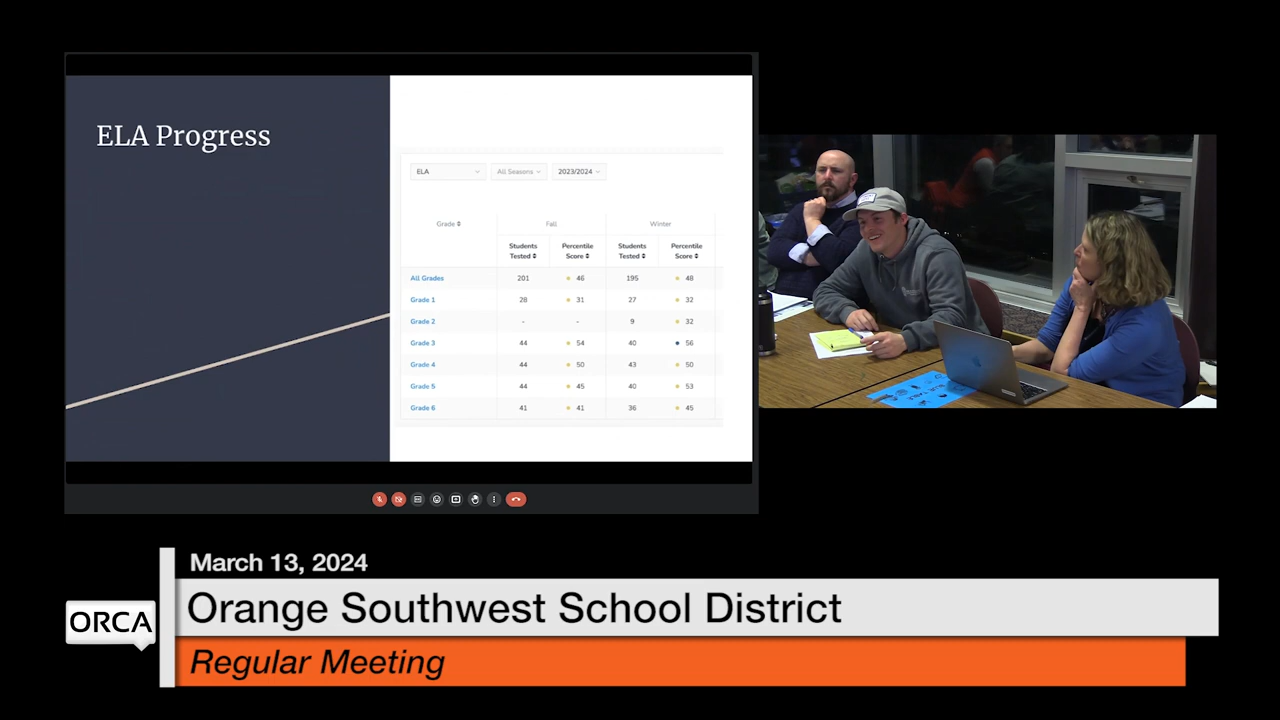 ELA Progress
ELA All Seasons 2023/2024
Grade Fall Winter
Students Tested Percentile Score Students Tested Percentile Score
All Grades 201 46 195 48
Grade 1 28 31 27 32
Grade 2 - - 9 32
Grade 3 44 54 40 56
Grade 4 44 50 43 50
Grade 5 44 45 40 53
Grade 6 41 41 36 45
March 13, 2024
ORCA
Orange Southwest School District
Regular Meeting